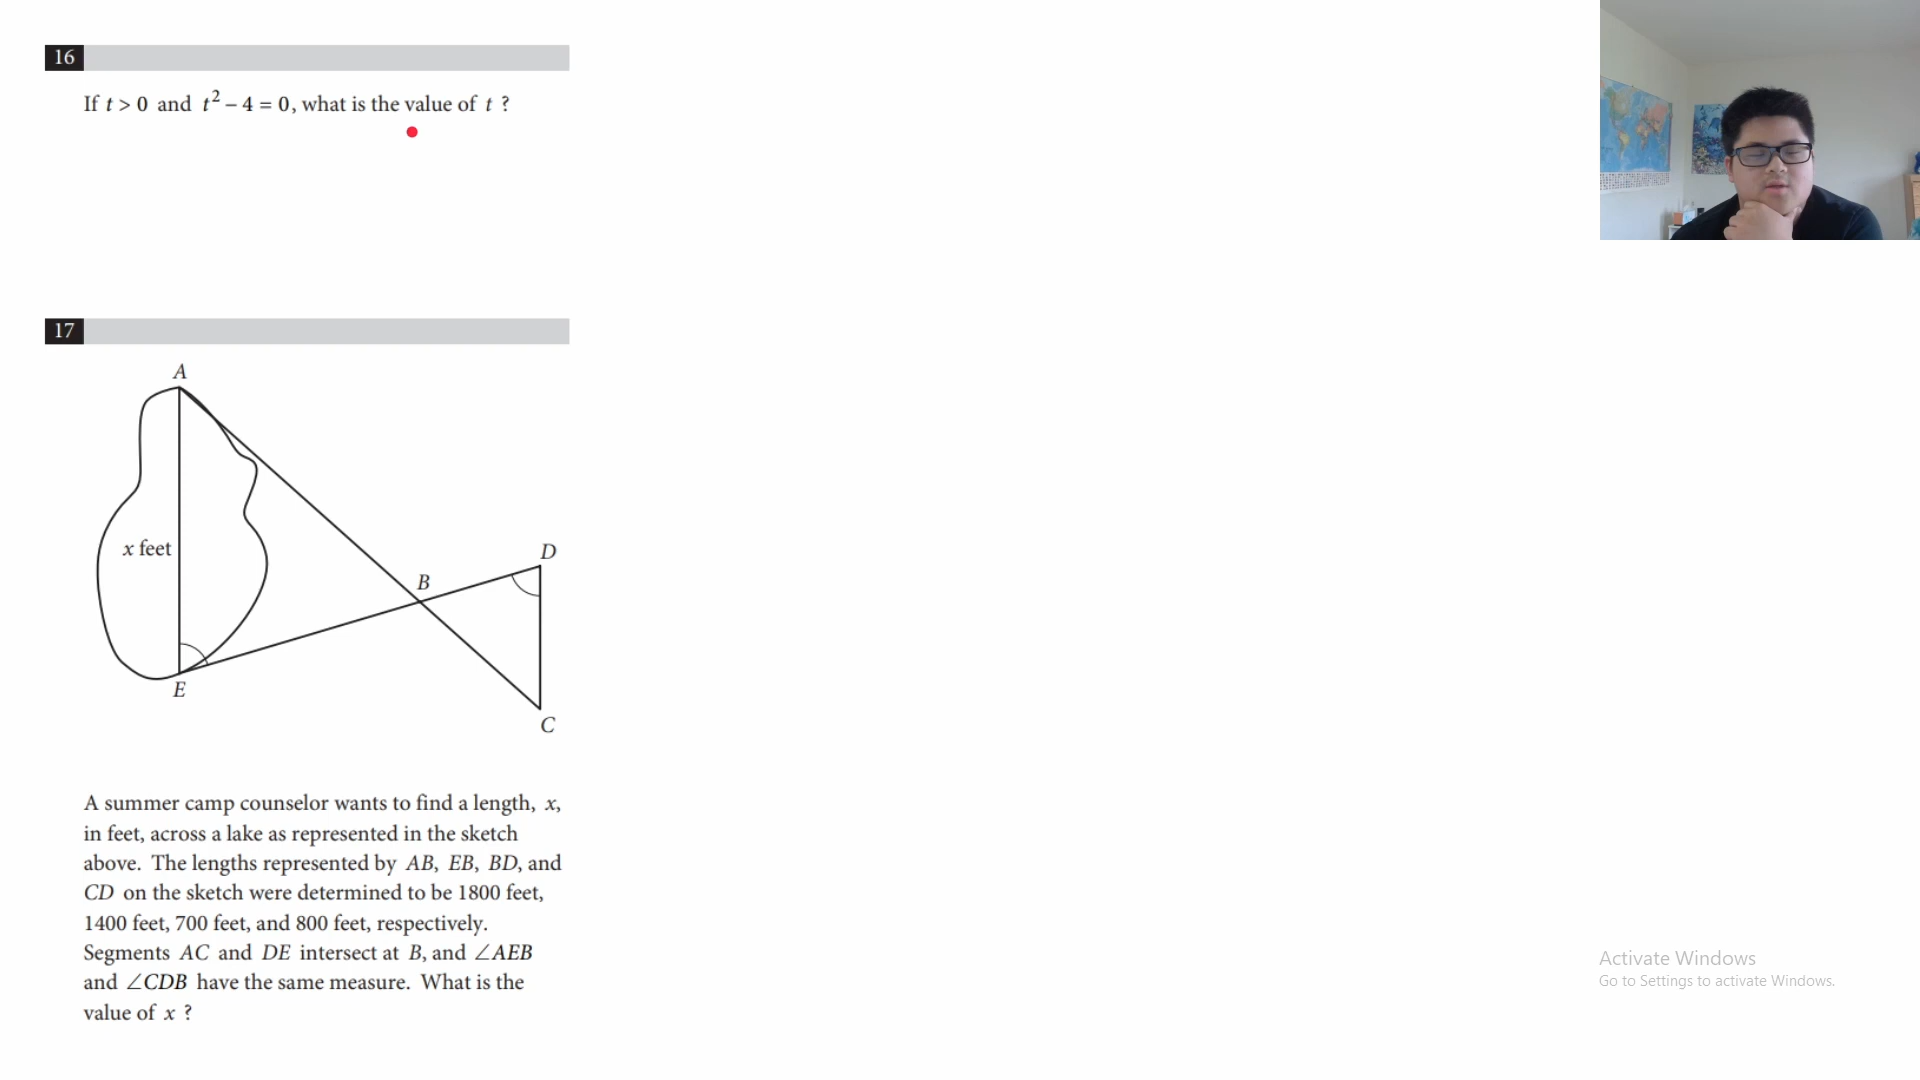 16
If t > 0 and t² – 4 = 0, what is the value of t ?
17
A
x feet
B
D
E
C
A summer camp counselor wants to find a length, x,
in feet, across a lake as represented in the sketch
above. The lengths represented by AB, EB, BD, and
CD on the sketch were determined to be 1800 feet,
1400 feet, 700 feet, and 800 feet, respectively.
Segments AC and DE intersect at B, and ∠AEB
and ∠CDB have the same measure. What is the
value of x ?
Activate Windows
Go to Settings to activate Windows.